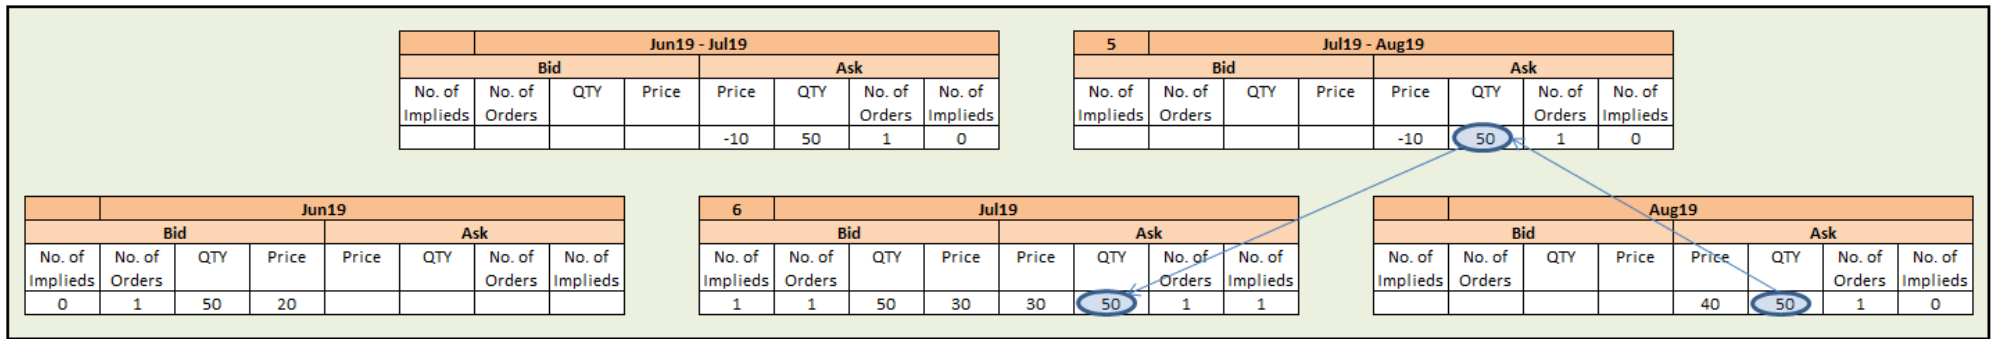 Jun19 - Jul19
Bid Ask
No. of Implieds No. of Orders QTY Price Price QTY No. of Orders No. of Implieds
-10 50 1 0
5 Jul19 - Aug19
Bid Ask
No. of Implieds No. of Orders QTY Price Price QTY No. of Orders No. of Implieds
-10 50 1 0
Jun19
Bid Ask
No. of Implieds No. of Orders QTY Price Price QTY No. of Orders No. of Implieds
0 1 50 20
6 Jul19
Bid Ask
No. of Implieds No. of Orders QTY Price Price QTY No. of Orders No. of Implieds
1 1 50 30 30 50 1 1
Aug19
Bid Ask
No. of Implieds No. of Orders QTY Price Price QTY No. of Orders No. of Implieds
40 50 1 0